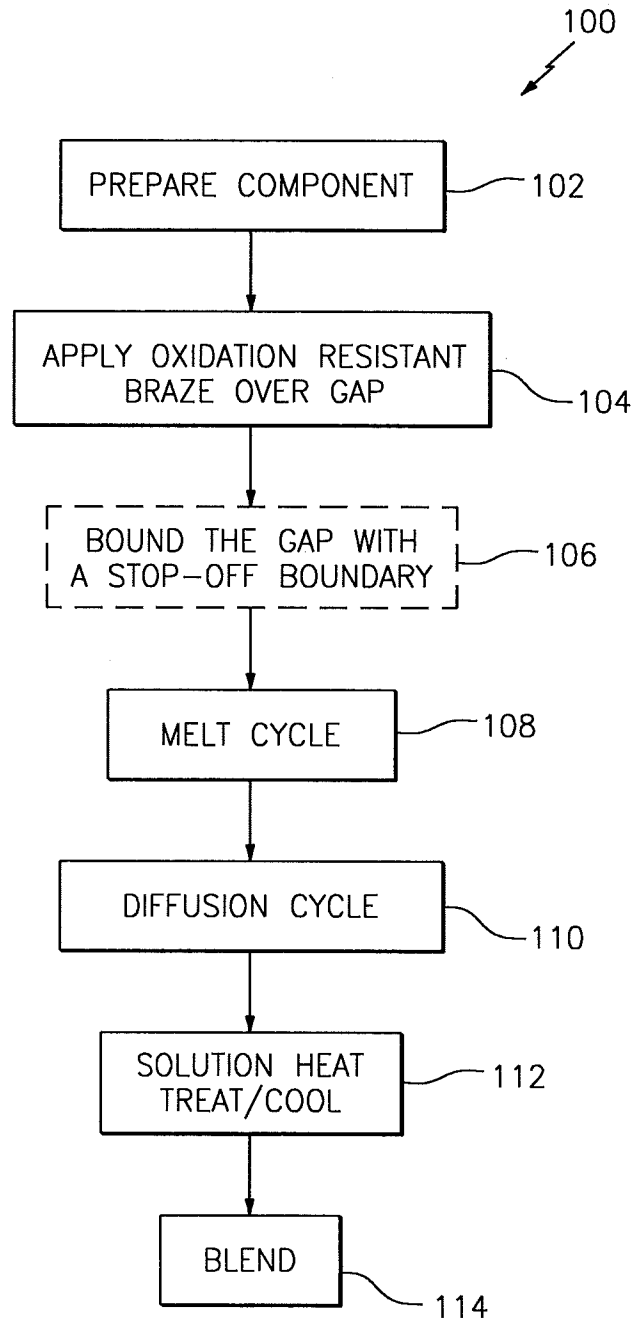 100
PREPARE COMPONENT
102
APPLY OXIDATION RESISTANT
BRAZE OVER GAP
104
BOUND THE GAP WITH
A STOP-OFF BOUNDARY
106
MELT CYCLE
108
DIFFUSION CYCLE
110
SOLUTION HEAT
TREAT/COOL
112
BLEND
114